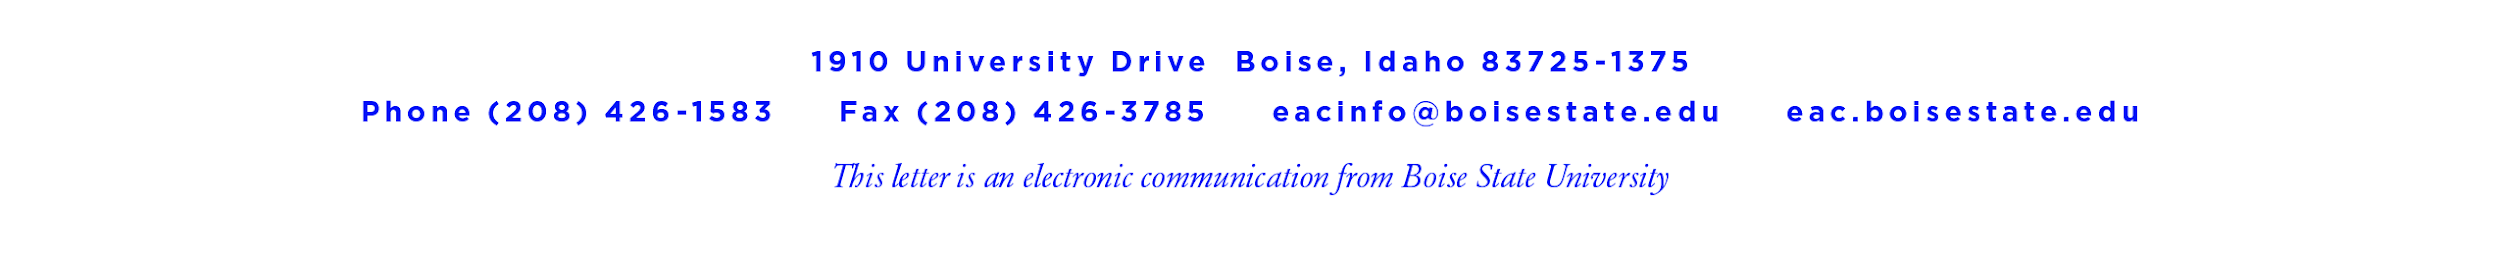 1910 University Drive Boise, Idaho 83725-1375
Phone (208) 426-1583 Fax (208) 426-3785 eacinfo@boisestate.edu eac.boisestate.edu
This letter is an electronic communication from Boise State University